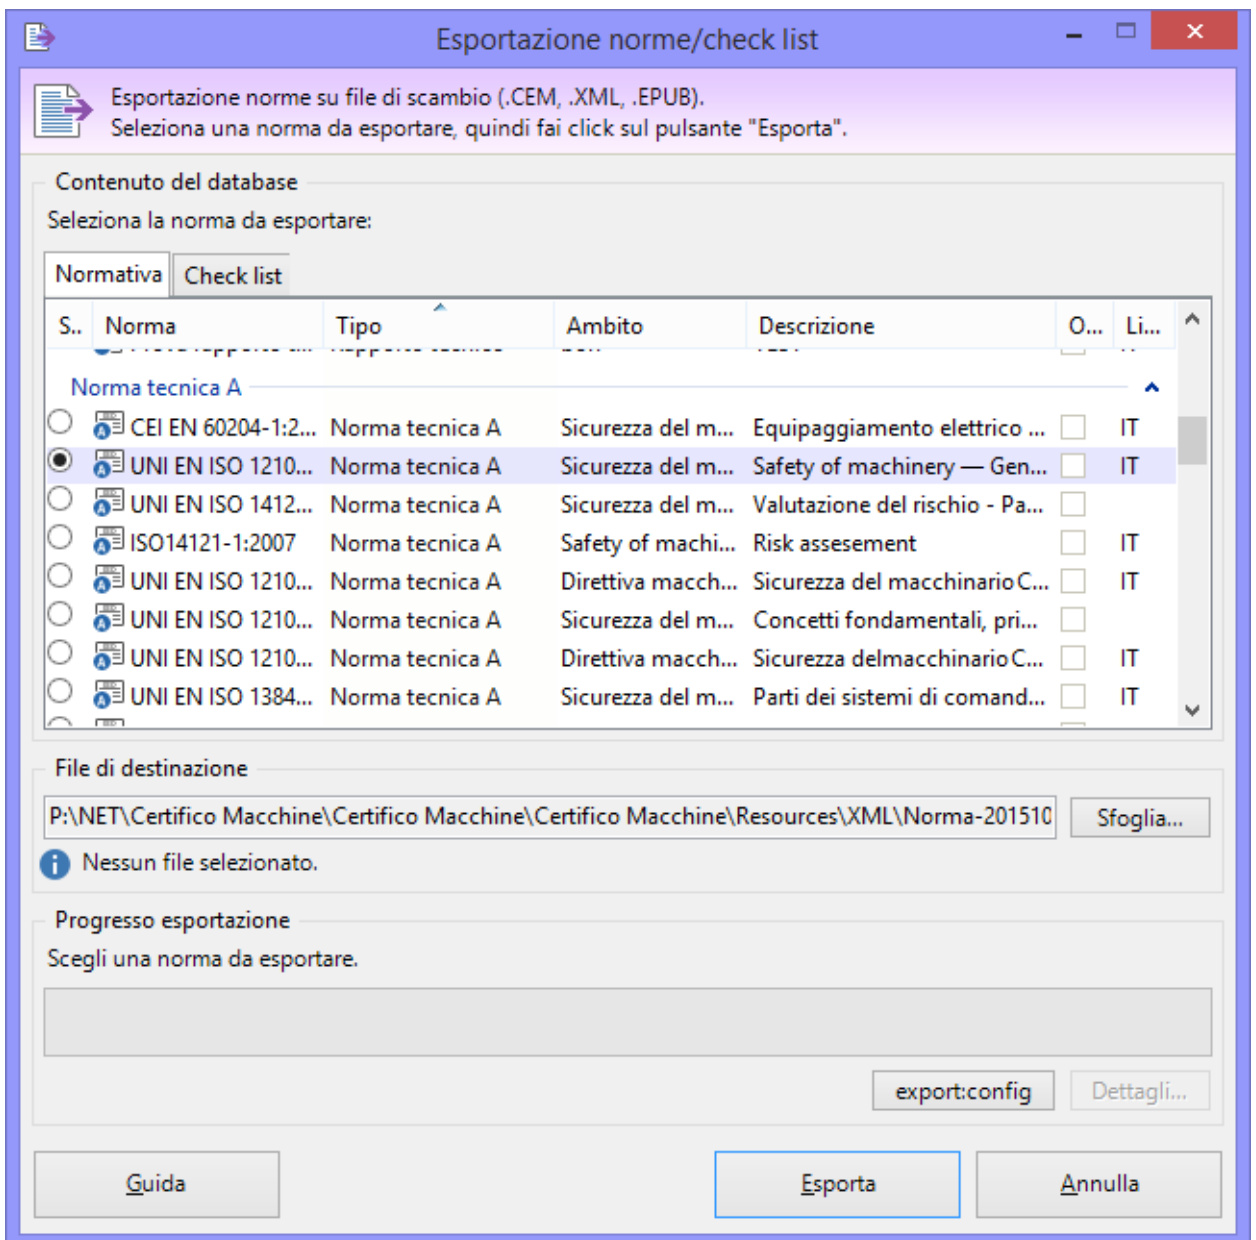 Esportazione norme/check list
Esportazione norme su file di scambio (.CEM, .XML, .EPUB).
Seleziona una norma da esportare, quindi fai click sul pulsante "Esporta".
Contenuto del database
Seleziona la norma da esportare:
Normativa Check list
S.. Norma Tipo Ambito Descrizione O... Li...
Norma tecnica A
CEI EN 60204-1:2... Norma tecnica A Sicurezza del m... Equipaggiamento elettrico ... IT
UNI EN ISO 1210... Norma tecnica A Sicurezza del m... Safety of machinery — Gen... IT
UNI EN ISO 1412... Norma tecnica A Sicurezza del m... Valutazione del rischio - Pa...
ISO14121-1:2007 Norma tecnica A Safety of machi... Risk assesement IT
UNI EN ISO 1210... Norma tecnica A Direttiva macch... Sicurezza del macchinario C... IT
UNI EN ISO 1210... Norma tecnica A Sicurezza del m... Concetti fondamentali, pri...
UNI EN ISO 1210... Norma tecnica A Direttiva macch... Sicurezza delmacchinario C... IT
UNI EN ISO 1384... Norma tecnica A Sicurezza del m... Parti dei sistemi di comand... IT
File di destinazione
P:\NET\Certifico Macchine\Certifico Macchine\Certifico Macchine\Resources\XML\Norma-201510 Sfoglia...
Nessun file selezionato.
Progresso esportazione
Scegli una norma da esportare.
export:config Dettagli...
Guida Esporta Annulla